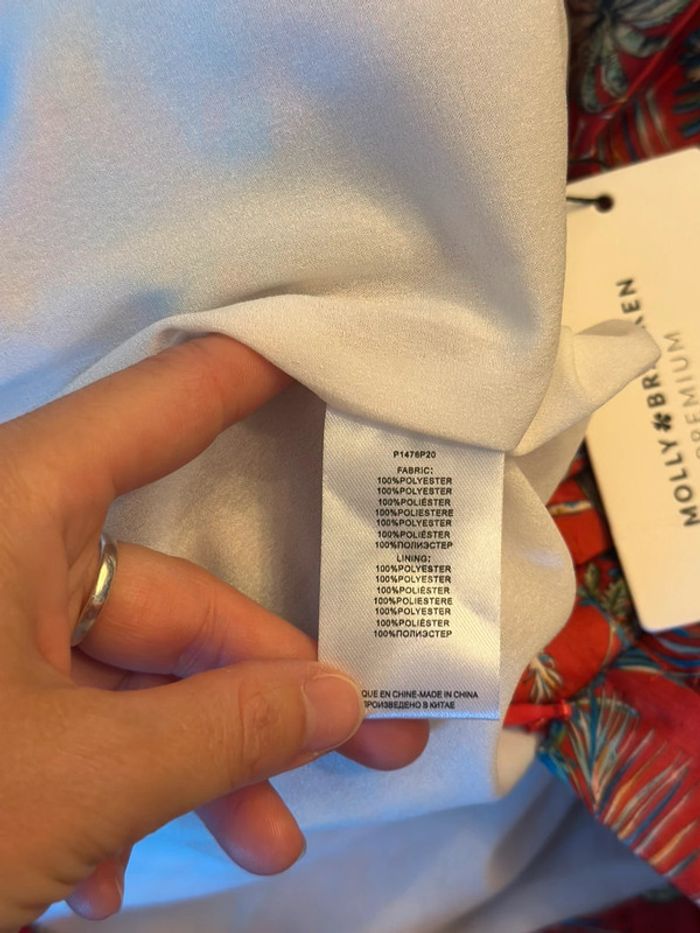 P1476P20
FABRIC:
100%POLYESTER
100%POLYESTER
100%POLIÉSTER
100%POLIESTERE
100%POLYESTER
100%POLIÉSTER
100%ПОЛИЭСТЕР
LINING:
100%POLYESTER
100%POLYESTER
100%POLIÉSTER
100%POLIESTERE
100%POLYESTER
100%POLIÉSTER
100%ПОЛИЭСТЕР
EN CHINE-MADE IN CHINA
ПРОИЗВЕДЕНО В КИТАЕ
MOLLY
PREMIUM